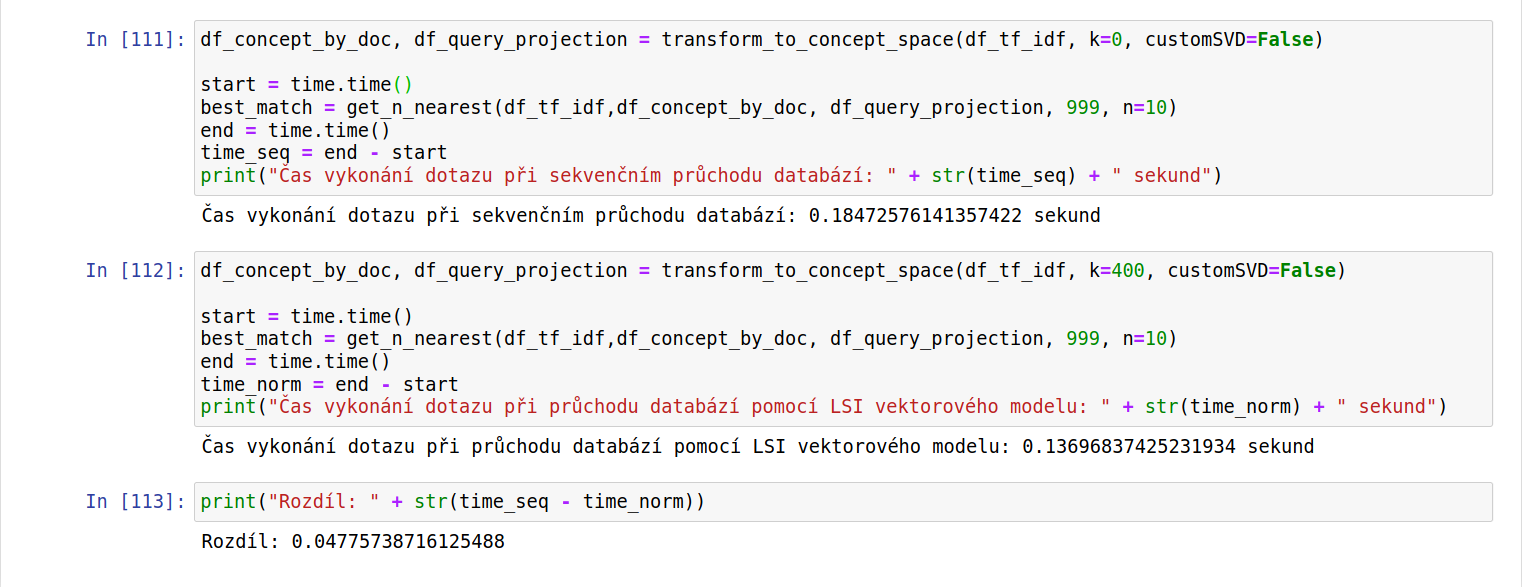 In [111]: df_concept_by_doc, df_query_projection = transform_to_concept_space(df_tf_idf, k=0, customSVD=False)
start = time.time()
best_match = get_n_nearest(df_tf_idf,df_concept_by_doc, df_query_projection, 999, n=10)
end = time.time()
time_seq = end - start
print("Čas vykonání dotazu při sekvenčním průchodu databází: " + str(time_seq) + " sekund")
Čas vykonání dotazu při sekvenčním průchodu databází: 0.18472576141357422 sekund
In [112]: df_concept_by_doc, df_query_projection = transform_to_concept_space(df_tf_idf, k=400, customSVD=False)
start = time.time()
best_match = get_n_nearest(df_tf_idf,df_concept_by_doc, df_query_projection, 999, n=10)
end = time.time()
time_norm = end - start
print("Čas vykonání dotazu při průchodu databází pomocí LSI vektorového modelu: " + str(time_norm) + " sekund")
Čas vykonání dotazu při průchodu databází pomocí LSI vektorového modelu: 0.13696837425231934 sekund
In [113]: print("Rozdíl: " + str(time_seq - time_norm))
Rozdíl: 0.04775738716125488